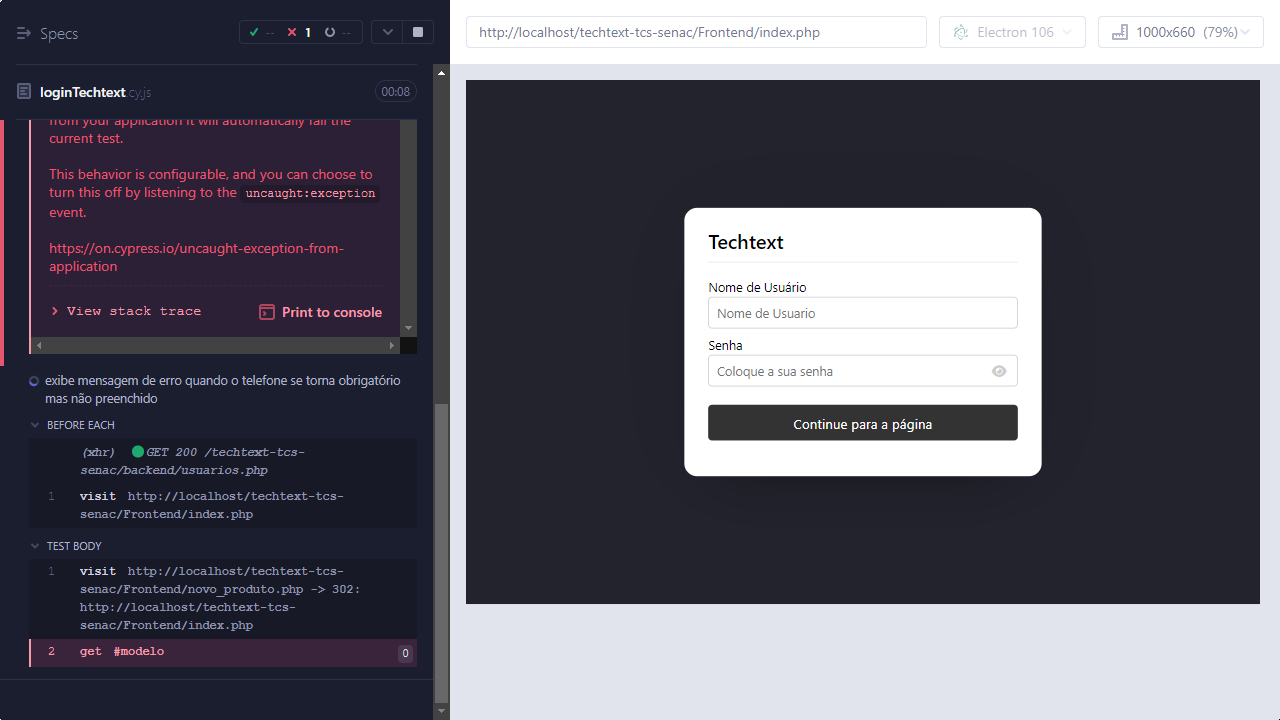 Specs
-- 1 --
loginTechtext.cy.js
00:08
from your application it will automatically fail the
current test.
This behavior is configurable, and you can choose to
turn this off by listening to the uncaught:exception
event.
https://on.cypress.io/uncaught-exception-from-
application
View stack trace
Print to console
exibe mensagem de erro quando o telefone se torna obrigatório
mas não preenchido
BEFORE EACH
(xhr) GET 200 /techtext-tcs-
senac/backend/usuarios.php
1 visit http://localhost/techtext-tcs-
senac/Frontend/index.php
TEST BODY
1 visit http://localhost/techtext-tcs-
senac/Frontend/novo_produto.php -> 302:
http://localhost/techtext-tcs-
senac/Frontend/index.php
2 get #modelo 0
http://localhost/techtext-tcs-senac/Frontend/index.php
Electron 106
1000x660 (79%)
Techtext
Nome de Usuário
Nome de Usuario
Senha
Coloque a sua senha
Continue para a página